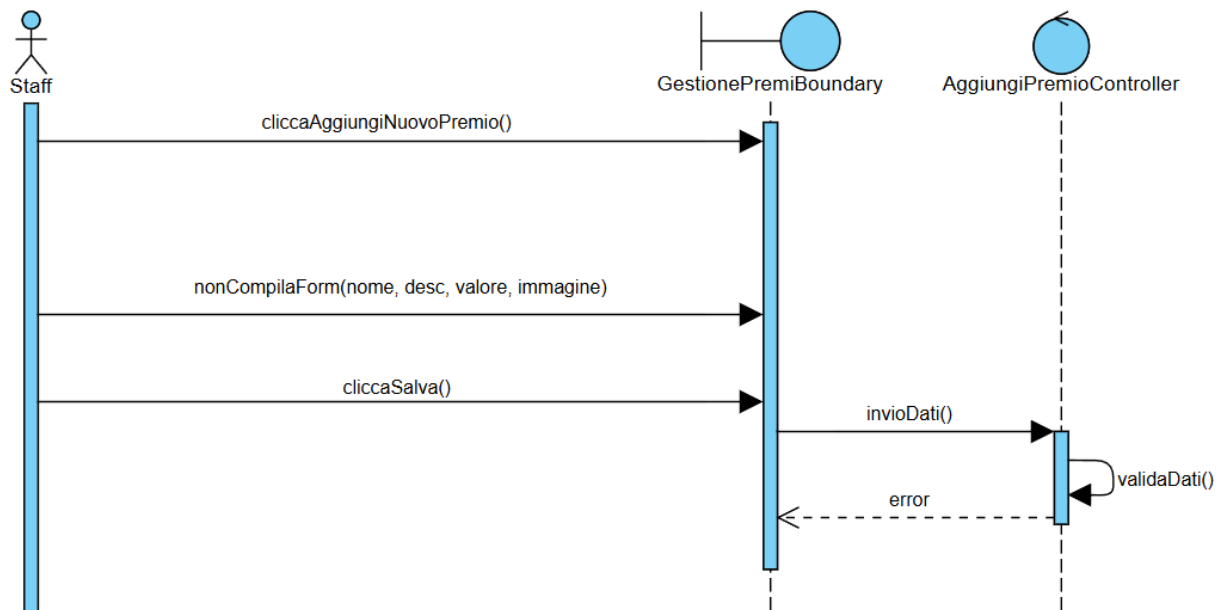 Staff
GestionePremiBoundary
AggiungiPremioController
cliccaAggiungiNuovoPremio()
nonCompilaForm(nome, desc, valore, immagine)
cliccaSalva()
invioDati()
validaDati()
error